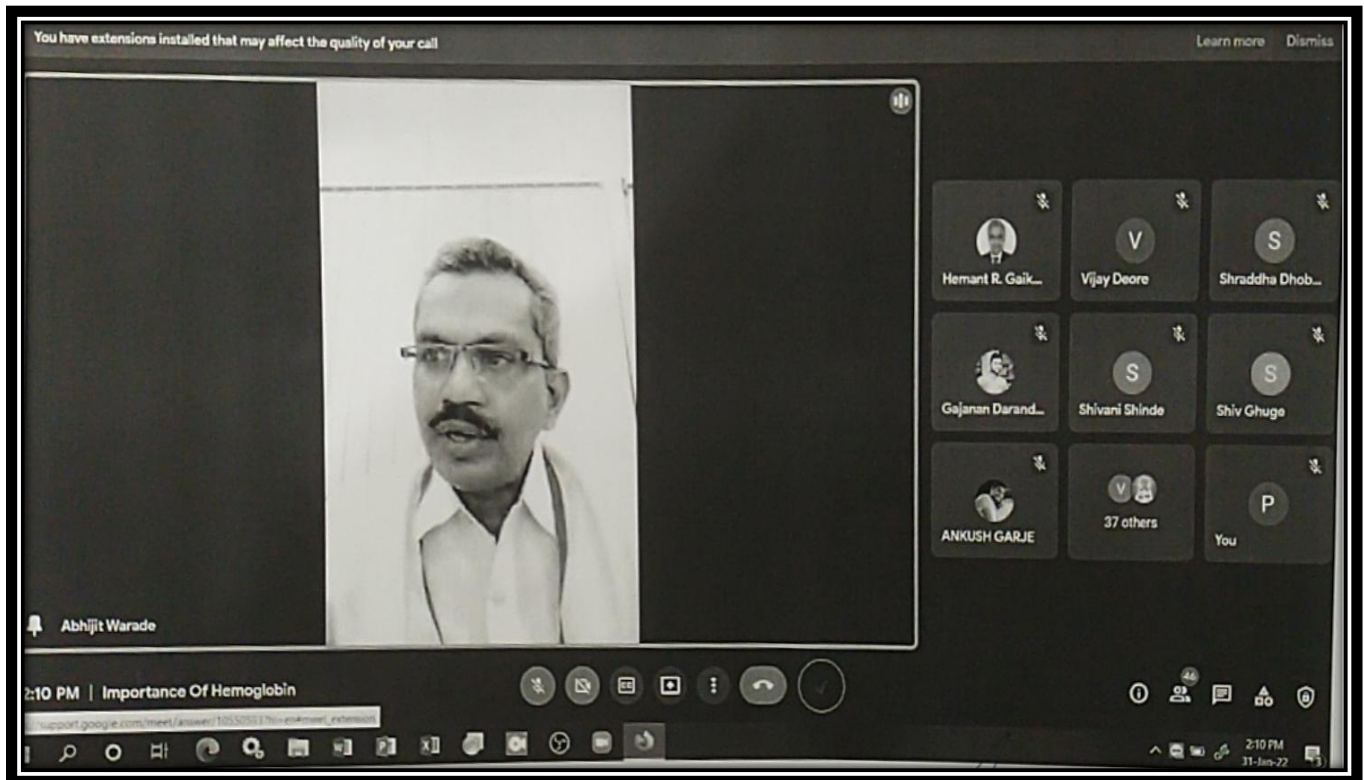 You have extensions installed that may affect the quality of your call
Learn more Dismiss
Hemant R. Gaik...
V
Vijay Deore
S
Shraddha Dhob...
Gajanan Darand...
S
Shivani Shinde
S
Shiv Ghuge
ANKUSH GARJE
V
37 others
P
You
Abhijit Warade
2:10 PM | Importance Of Hemoglobin
CC
46
2:10 PM
31-Jan-22